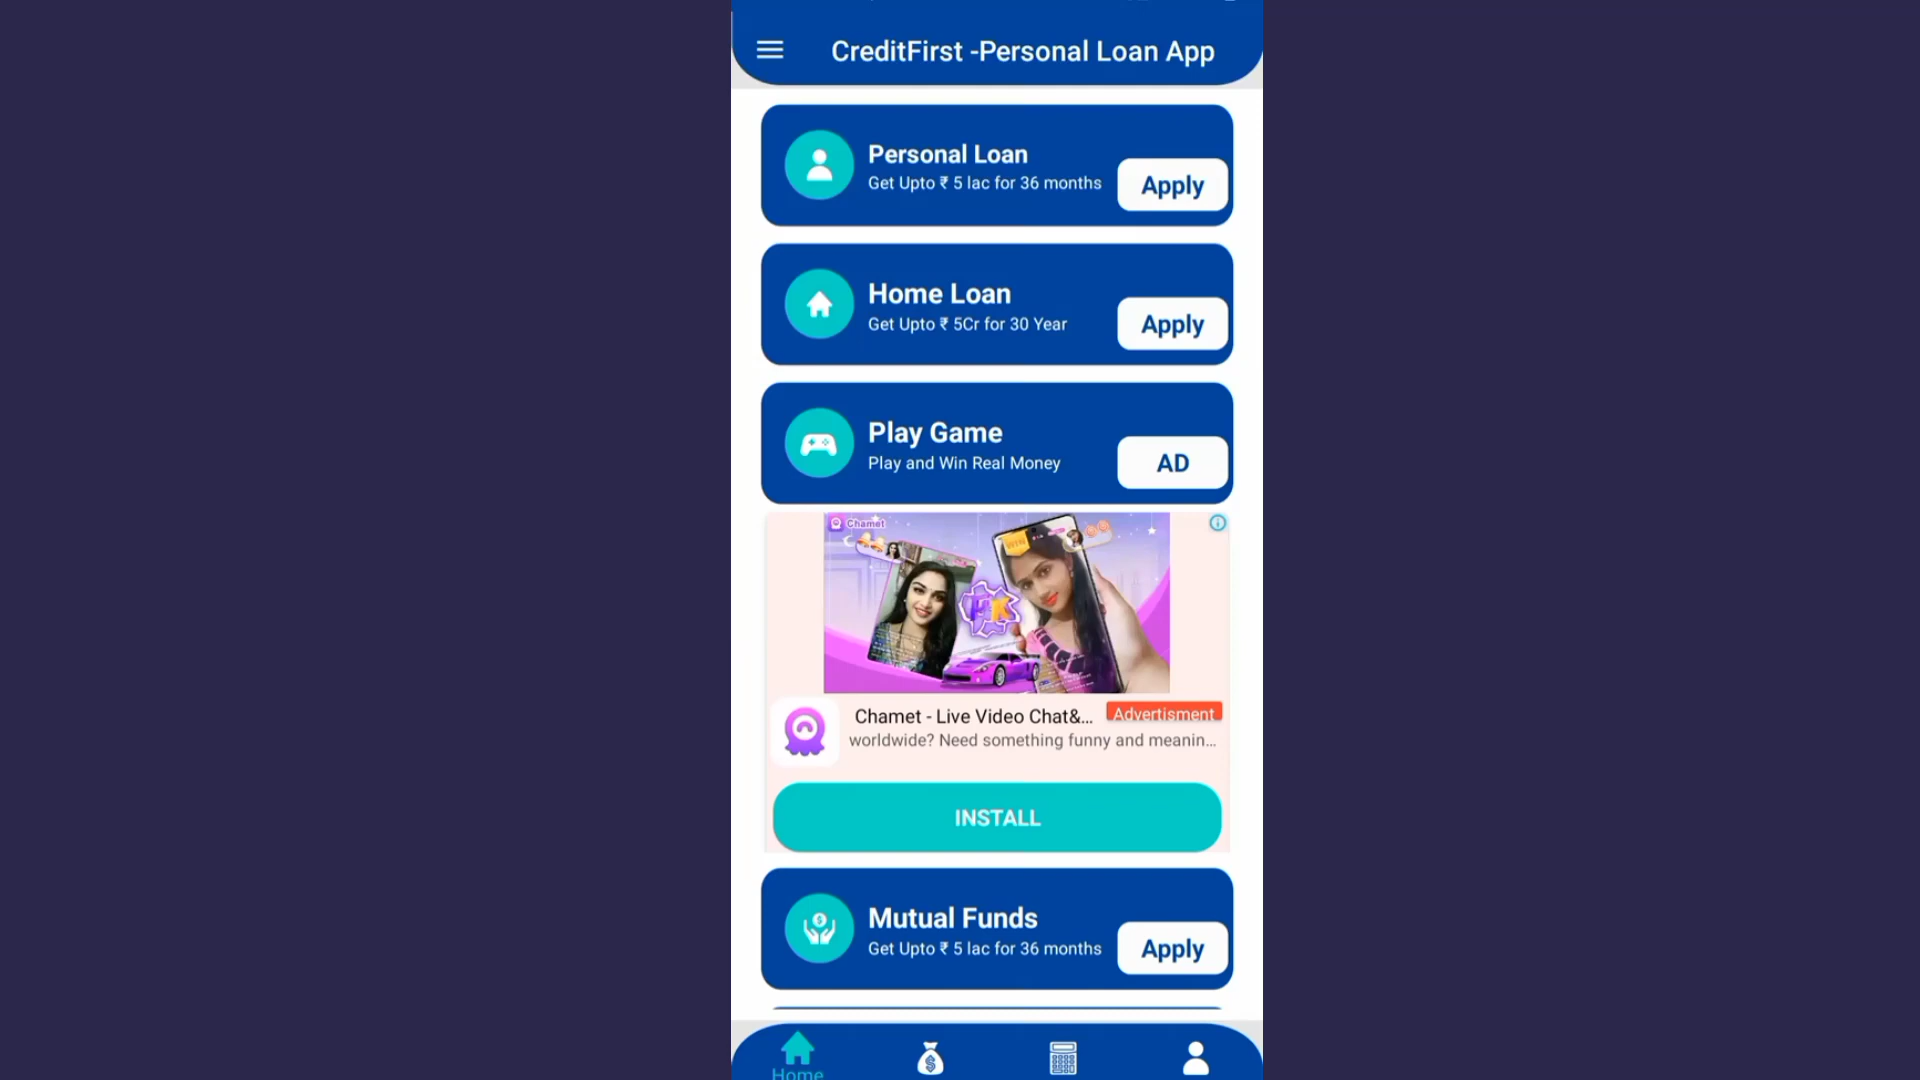 CreditFirst -Personal Loan App
Personal Loan
Get Upto ₹ 5 lac for 36 months
Apply
Home Loan
Get Upto ₹ 5Cr for 30 Year
Apply
Play Game
Play and Win Real Money
AD
Chamet
WIN
PK
Chamet - Live Video Chat&...
Advertisment
worldwide? Need something funny and meanin...
INSTALL
Mutual Funds
Get Upto ₹ 5 lac for 36 months
Apply
Home